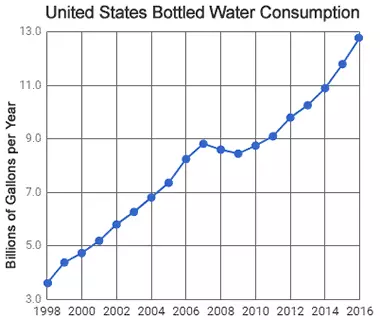 United States Bottled Water Consumption
Billions of Gallons per Year
13.0
11.0
9.0
7.0
5.0
3.0
1998 2000 2002 2004 2006 2008 2010 2012 2014 2016